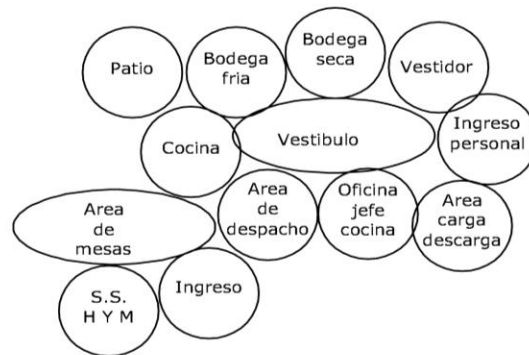 Patio
Bodega
fria
Bodega
seca
Vestidor
Cocina
Vestibulo
Ingreso
personal
Area
de
mesas
Area
de
despacho
Oficina
jefe
cocina
Area
carga
descarga
S.S.
H Y M
Ingreso